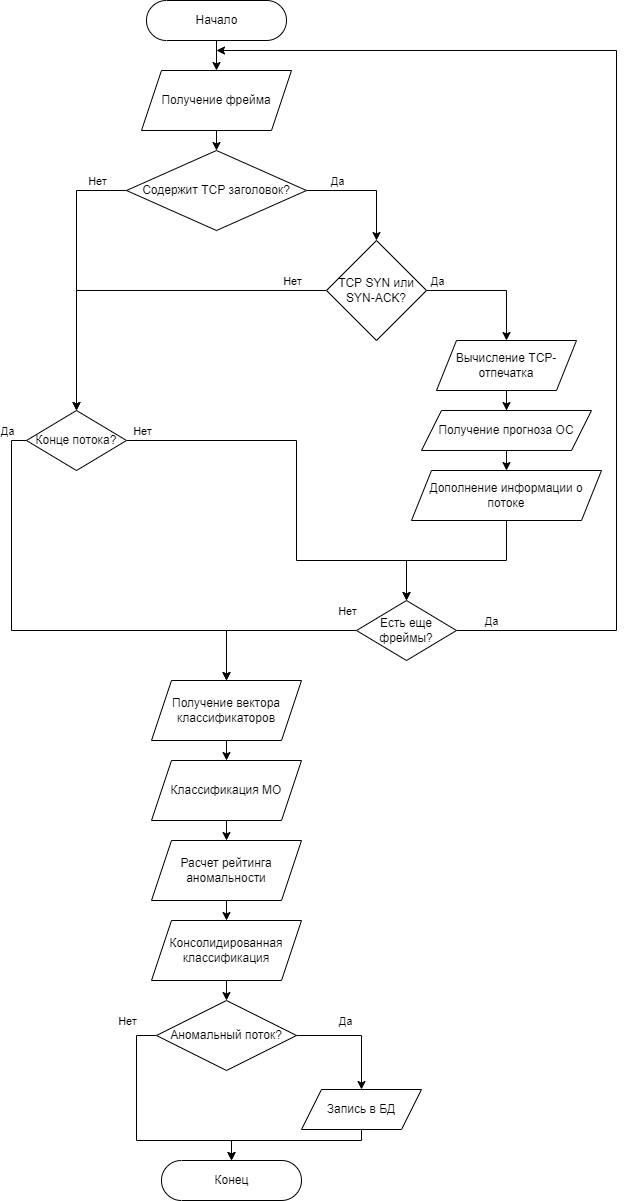 Начало
Получение фрейма
Содержит TCP заголовок?
Нет
Да
TCP SYN или
SYN-ACK?
Нет
Да
Вычисление TCP-
отпечатка
Получение прогноза ОС
Дополнение информации о
потоке
Конце потока?
Да
Нет
Есть еще
фреймы?
Нет
Да
Получение вектора
классификаторов
Классификация МО
Расчет рейтинга
аномальности
Консолидированная
классификация
Аномальный поток?
Нет
Да
Запись в БД
Конец